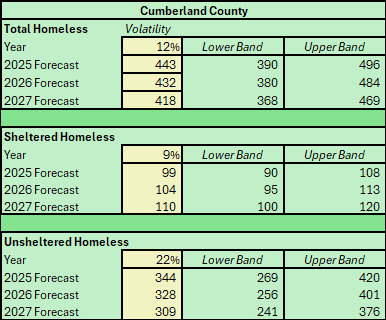 Cumberland County
Total Homeless Volatility
Year 12% Lower Band Upper Band
2025 Forecast 443 390 496
2026 Forecast 432 380 484
2027 Forecast 418 368 469
Sheltered Homeless
Year 9% Lower Band Upper Band
2025 Forecast 99 90 108
2026 Forecast 104 95 113
2027 Forecast 110 100 120
Unsheltered Homeless
Year 22% Lower Band Upper Band
2025 Forecast 344 269 420
2026 Forecast 328 256 401
2027 Forecast 309 241 376